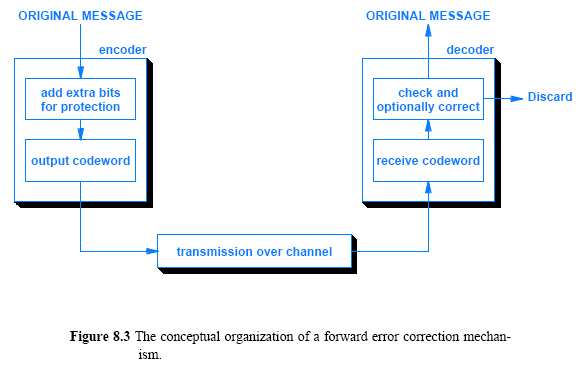 ORIGINAL MESSAGE
ORIGINAL MESSAGE
encoder
decoder
add extra bits
for protection
check and
optionally correct
Discard
output codeword
receive codeword
transmission over channel
Figure 8.3 The conceptual organization of a forward error correction mechan-
ism.